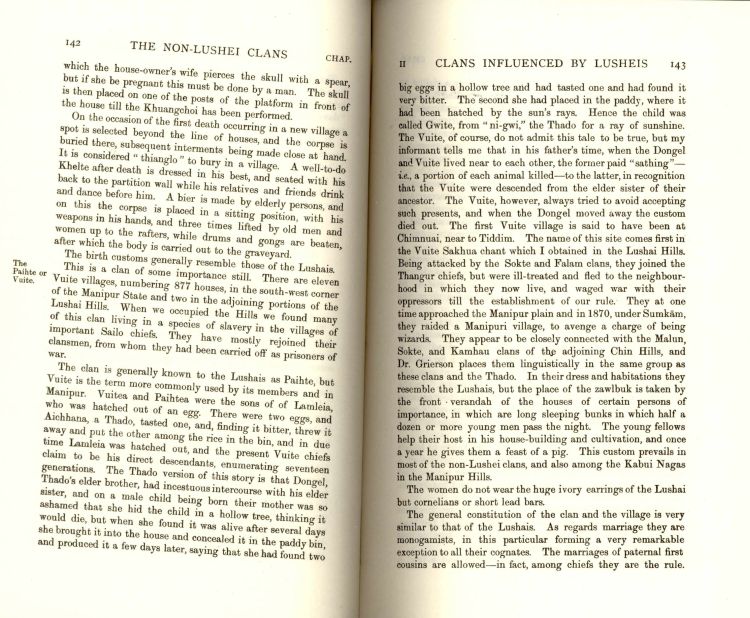 142
THE NON-LUSHEI CLANS
CHAP.
which the house-owner's wife pierces the skull with a spear,
but if she be pregnant this must be done by a man. The skull
is then placed on one of the posts of the platform in front of
the house till the Khuangchoi has been performed.
On the occasion of the first death occurring in a new village a
spot is selected beyond the line of houses, and the corpse is
buried there, subsequent interments being made close at hand.
It is considered "thianglo" to bury in a village. A well-to-do
Khelte after death is dressed in his best, and seated with his
back to the partition wall while his relatives and friends drink
and dance before him. A bier is made by elderly persons, and
on this the corpse is placed in a sitting position, with his
weapons in his hands, and three times lifted by old men and
women up to the rafters, while drums and gongs are beaten,
after which the body is carried out to the graveyard.
The birth customs generally resemble those of the Lushais.
The
Paihte or
Vuite.
This is a clan of some importance still. There are eleven
Vuite villages, numbering 877 houses, in the south-west corner
of the Manipur State and two in the adjoining portions of the
Lushai Hills. When we occupied the Hills we found many
of this clan living in a species of slavery in the villages of
important Sailo chiefs. They have mostly rejoined their
clansmen, from whom they had been carried off as prisoners of
war.
The clan is generally known to the Lushais as Paihte, but
Vuite is the term more commonly used by its members and in
Manipur. Vuitea and Paihtea were the sons of of Lamleia,
who was hatched out of an egg. There were two eggs, and
Aichhana, a Thado, tasted one, and, finding it bitter, threw it
away and put the other among the rice in the bin, and in due
time Lamleia was hatched out, and the present Vuite chiefs
claim to be his direct descendants, enumerating seventeen
generations. The Thado version of this story is that Dongel,
Thado's elder brother, had incestuous intercourse with his elder
sister, and on a male child being born their mother was so
ashamed that she hid the child in a hollow tree, thinking it
would die, but when she found it was alive after several days
she brought it into the house and concealed it in the paddy bin,
and produced it a few days later, saying that she had found two
II
CLANS INFLUENCED BY LUSHEIS
143
big eggs in a hollow tree and had tasted one and had found it
very bitter. The second she had placed in the paddy, where it
had been hatched by the sun's rays. Hence the child was
called Gwite, from "ni-gwi," the Thado for a ray of sunshine.
The Vuite, of course, do not admit this tale to be true, but my
informant tells me that in his father's time, when the Dongel
and Vuite lived near to each other, the former paid "sathing"—
i.e., a portion of each animal killed—to the latter, in recognition
that the Vuite were descended from the elder sister of their
ancestor. The Vuite, however, always tried to avoid accepting
such presents, and when the Dongel moved away the custom
died out. The first Vuite village is said to have been at
Chimnuai, near to Tiddim. The name of this site comes first in
the Vuite Sakhua chant which I obtained in the Lushai Hills.
Being attacked by the Sokte and Falam clans, they joined the
Thangur chiefs, but were ill-treated and fled to the neighbour-
hood in which they now live, and waged war with their
oppressors till the establishment of our rule. They at one
time approached the Manipur plain and in 1870, under Sumkām,
they raided a Manipuri village, to avenge a charge of being
wizards. They appear to be closely connected with the Malun,
Sokte, and Kamhau clans of the adjoining Chin Hills, and
Dr. Grierson places them linguistically in the same group as
these clans and the Thado. In their dress and habitations they
resemble the Lushais, but the place of the zawlbuk is taken by
the front verandah of the houses of certain persons of
importance, in which are long sleeping bunks in which half a
dozen or more young men pass the night. The young fellows
help their host in his house-building and cultivation, and once
a year he gives them a feast of a pig. This custom prevails in
most of the non-Lushei clans, and also among the Kabui Nagas
in the Manipur Hills.
The women do not wear the huge ivory earrings of the Lushai
but cornelians or short lead bars.
The general constitution of the clan and the village is very
similar to that of the Lushais. As regards marriage they are
monogamists, in this particular forming a very remarkable
exception to all their cognates. The marriages of paternal first
cousins are allowed—in fact, among chiefs they are the rule.